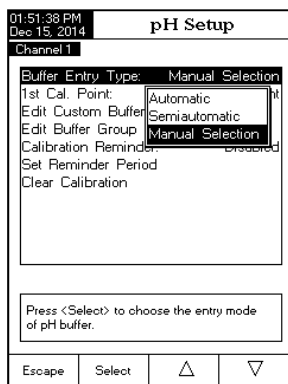 01:51:38 PM
Dec 15, 2014
pH Setup
Channel 1
Buffer Entry Type: Manual Selection
1st Cal. Point:
Automatic
Semiautomatic
Manual Selection
Edit Custom Buffer
Edit Buffer Group
Calibration Reminder: Disabled
Set Reminder Period
Clear Calibration
Press <Select> to choose the entry mode
of pH buffer.
Escape Select △ ▽